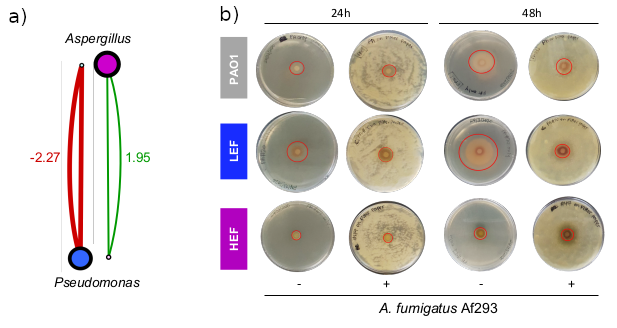 a)
Aspergillus
-2.27
1.95
Pseudomonas
b)
24h
48h
PAO1
LEF
HEF
- + - +
A. fumigatus Af293